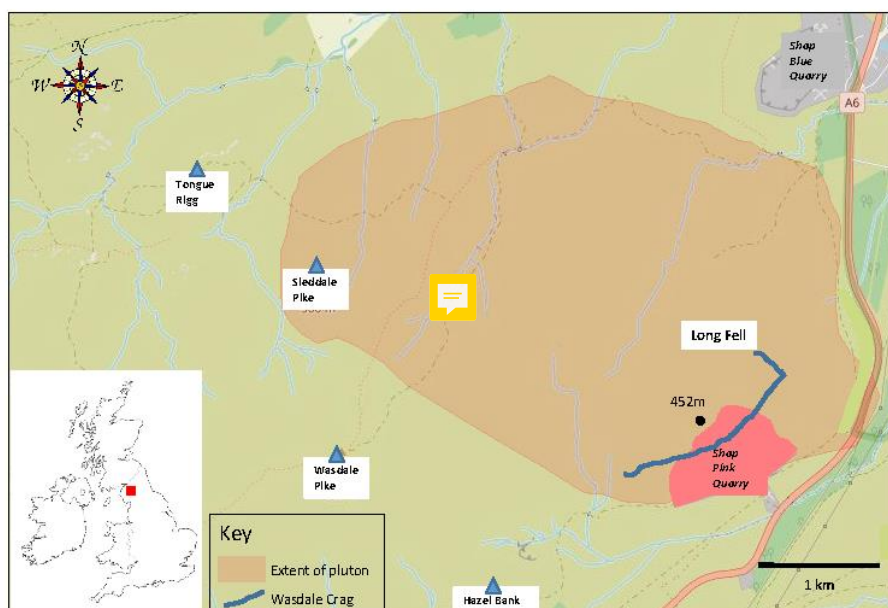 N
W
E
S
Shap
Blue
Quarry
A6
Tongue
Rigg
Sleddale
Pike
Long Fell
452m
Shap
Pink
Quarry
Wasdale
Pike
Key
Extent of pluton
Wasdale Crag
Hazel Bank
1 km